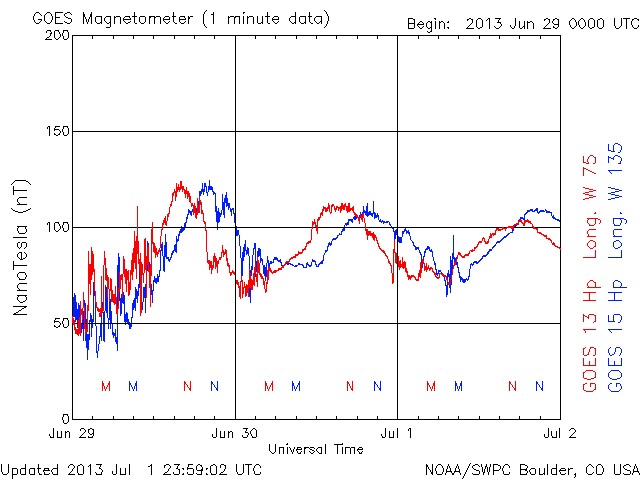 GOES Magnetometer (1 minute data)
Begin: 2013 Jun 29 0000 UTC
200
150
100
50
0
NanoTesla (nT)
M M N N M M N N M M N N
Jun 29 Jun 30 Jul 1 Jul 2
Universal Time
GOES 13 Hp Long. W 75
GOES 15 Hp Long. W 135
Updated 2013 Jul 1 23:59:02 UTC
NOAA/SWPC Boulder, CO USA